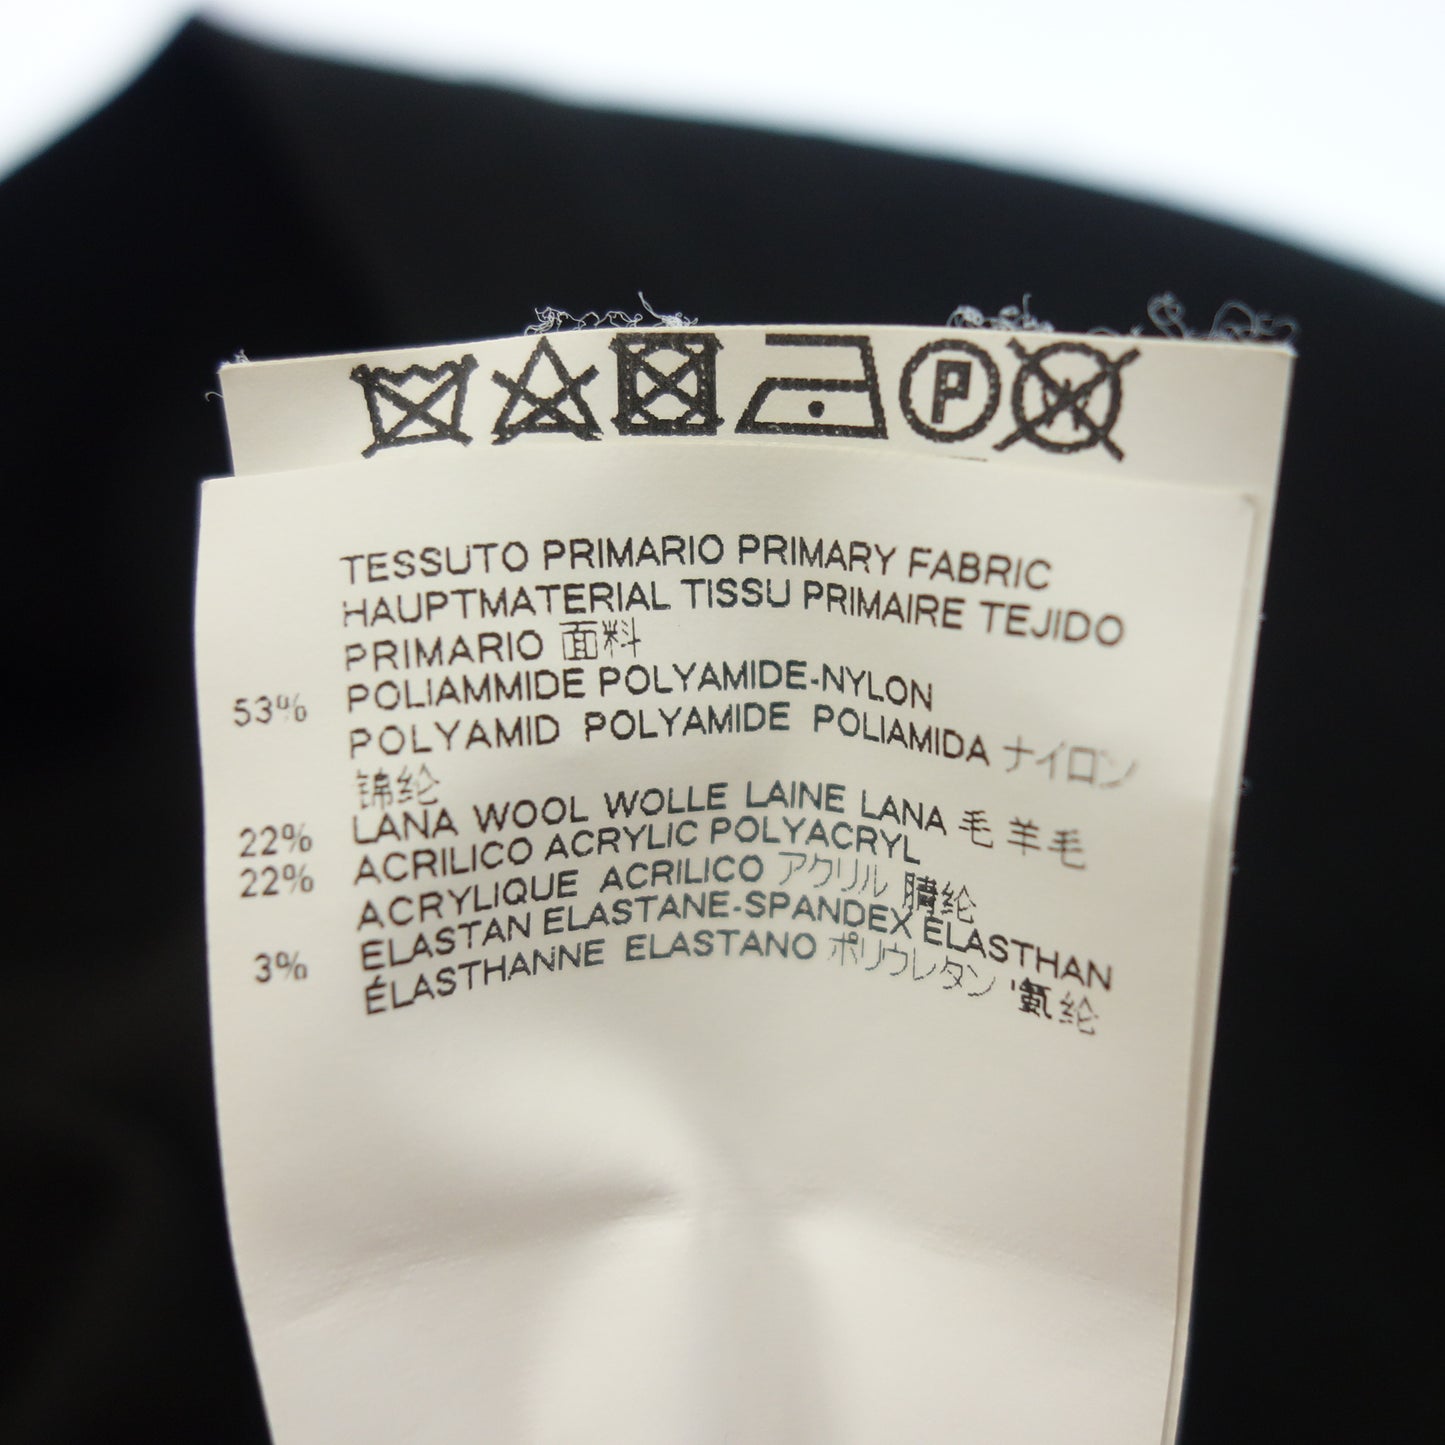 P
W
TESSUTO PRIMARIO PRIMARY FABRIC
HAUPTMATERIAL TISSU PRIMAIRE TEJIDO
PRIMARIO 面料
53% POLIAMMIDE POLYAMIDE-NYLON
POLYAMID POLYAMIDE POLIAMIDA ナイロン
锦纶
22% LANA WOOL WOLLE LAINE LANA 毛 羊毛
22% ACRILICO ACRYLIC POLYACRYL
ACRYLIQUE ACRILICO アクリル 腈纶
3% ELASTAN ELASTANE-SPANDEX ELASTHAN
ÉLASTHANNE ELASTANO ポリウレタン 氨纶